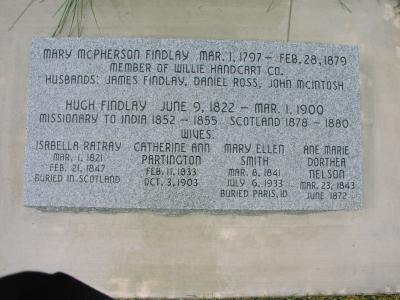 MARY MCPHERSON FINDLAY MAR. 1, 1797 - FEB. 28, 1879
MEMBER OF WILLIE HANDCART CO.
HUSBANDS: JAMES FINDLAY, DANIEL ROSS, JOHN MCINTOSH
HUGH FINDLAY JUNE 9, 1822 - MAR. 1, 1900
MISSIONARY TO INDIA 1852 - 1855 SCOTLAND 1878 - 1880
WIVES:
ISABELLA RATRAY
MAR. 1, 1821
FEB. 21, 1847
BURIED IN SCOTLAND
CATHERINE ANN
PARTINGTON
FEB. 11, 1833
OCT. 3, 1903
MARY ELLEN
SMITH
MAR. 8, 1841
JULY 6, 1933
BURIED PARIS, ID
ANE MARIE
DORTHEA
NELSON
MAR. 23, 1843
JUNE 1872